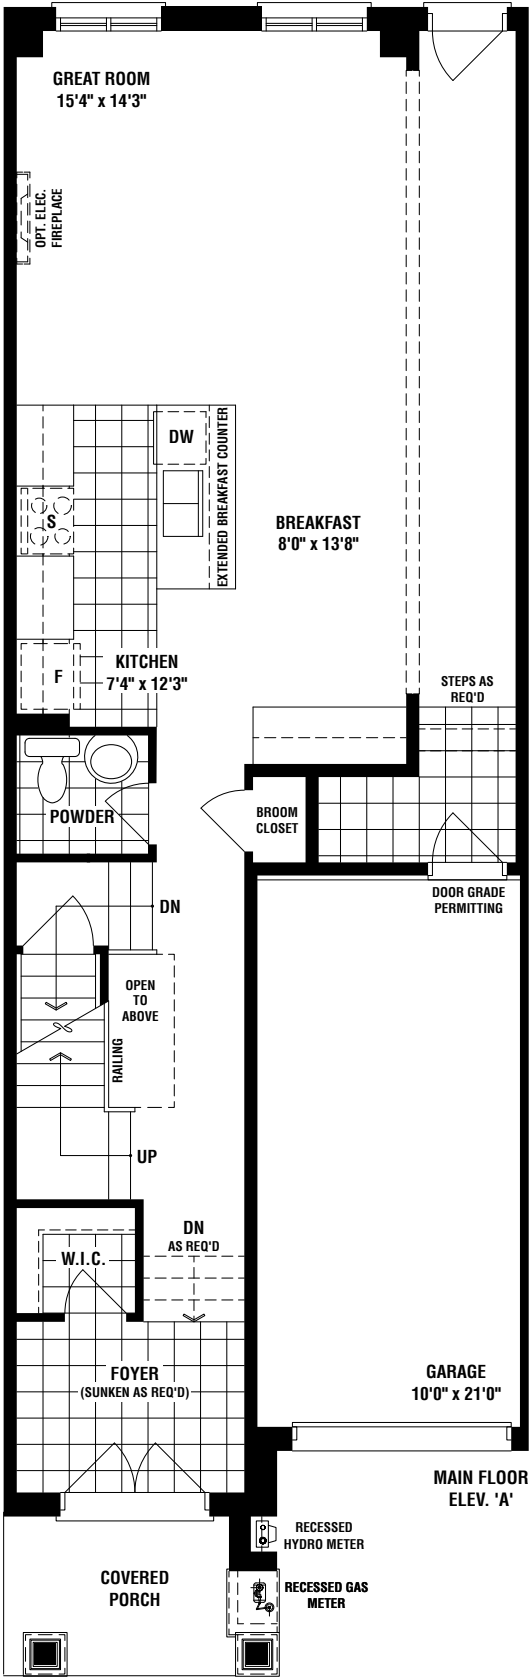 GREAT ROOM
15'4" x 14'3"
OPT. ELEC.
FIREPLACE
DW
EXTENDED BREAKFAST COUNTER
S
BREAKFAST
8'0" x 13'8"
F
KITCHEN
7'4" x 12'3"
STEPS AS
REQ'D
POWDER
BROOM
CLOSET
DN
DOOR GRADE
PERMITTING
OPEN
TO
ABOVE
RAILING
UP
DN
AS REQ'D
W.I.C.
FOYER
(SUNKEN AS REQ'D)
GARAGE
10'0" x 21'0"
MAIN FLOOR
ELEV. 'A'
RECESSED
HYDRO METER
COVERED
PORCH
RECESSED GAS
METER